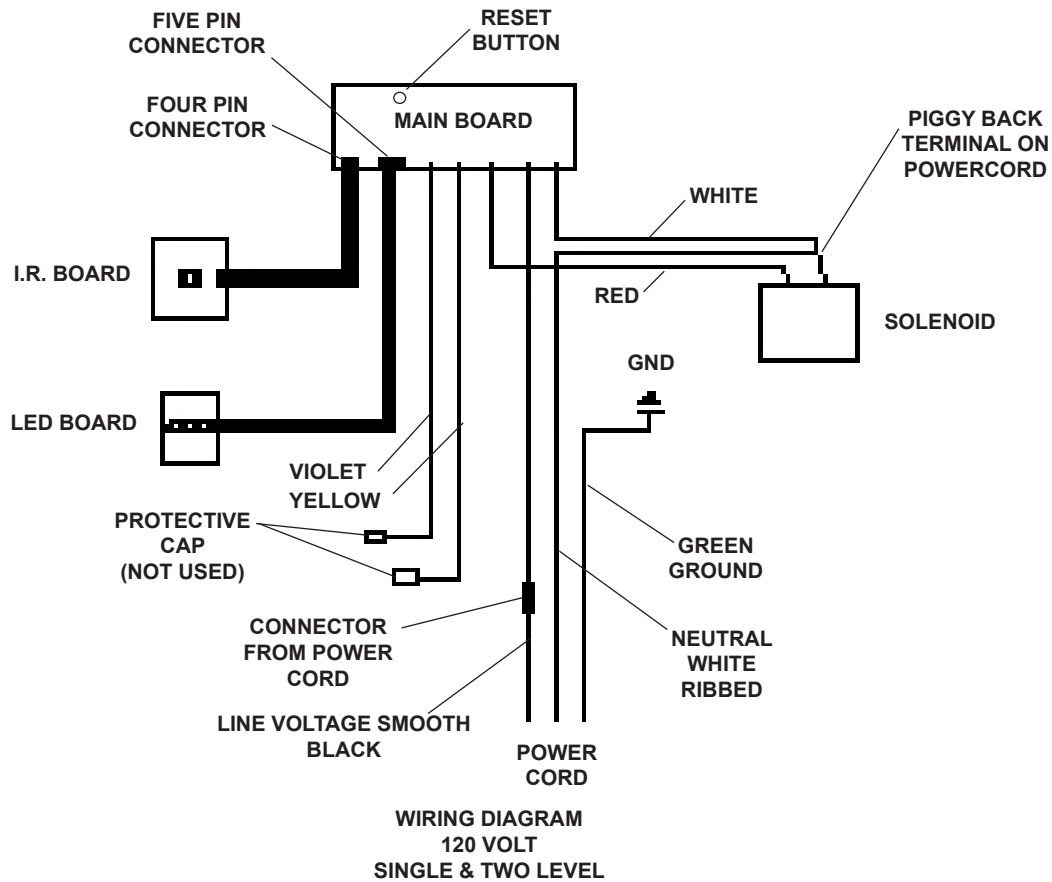 FIVE PIN
CONNECTOR
RESET
BUTTON
FOUR PIN
CONNECTOR
MAIN BOARD
PIGGY BACK
TERMINAL ON
POWERCORD
WHITE
I.R. BOARD
RED
SOLENOID
GND
LED BOARD
VIOLET
YELLOW
PROTECTIVE
CAP
(NOT USED)
GREEN
GROUND
CONNECTOR
FROM POWER
CORD
NEUTRAL
WHITE
RIBBED
LINE VOLTAGE SMOOTH
BLACK
POWER
CORD
WIRING DIAGRAM
120 VOLT
SINGLE & TWO LEVEL